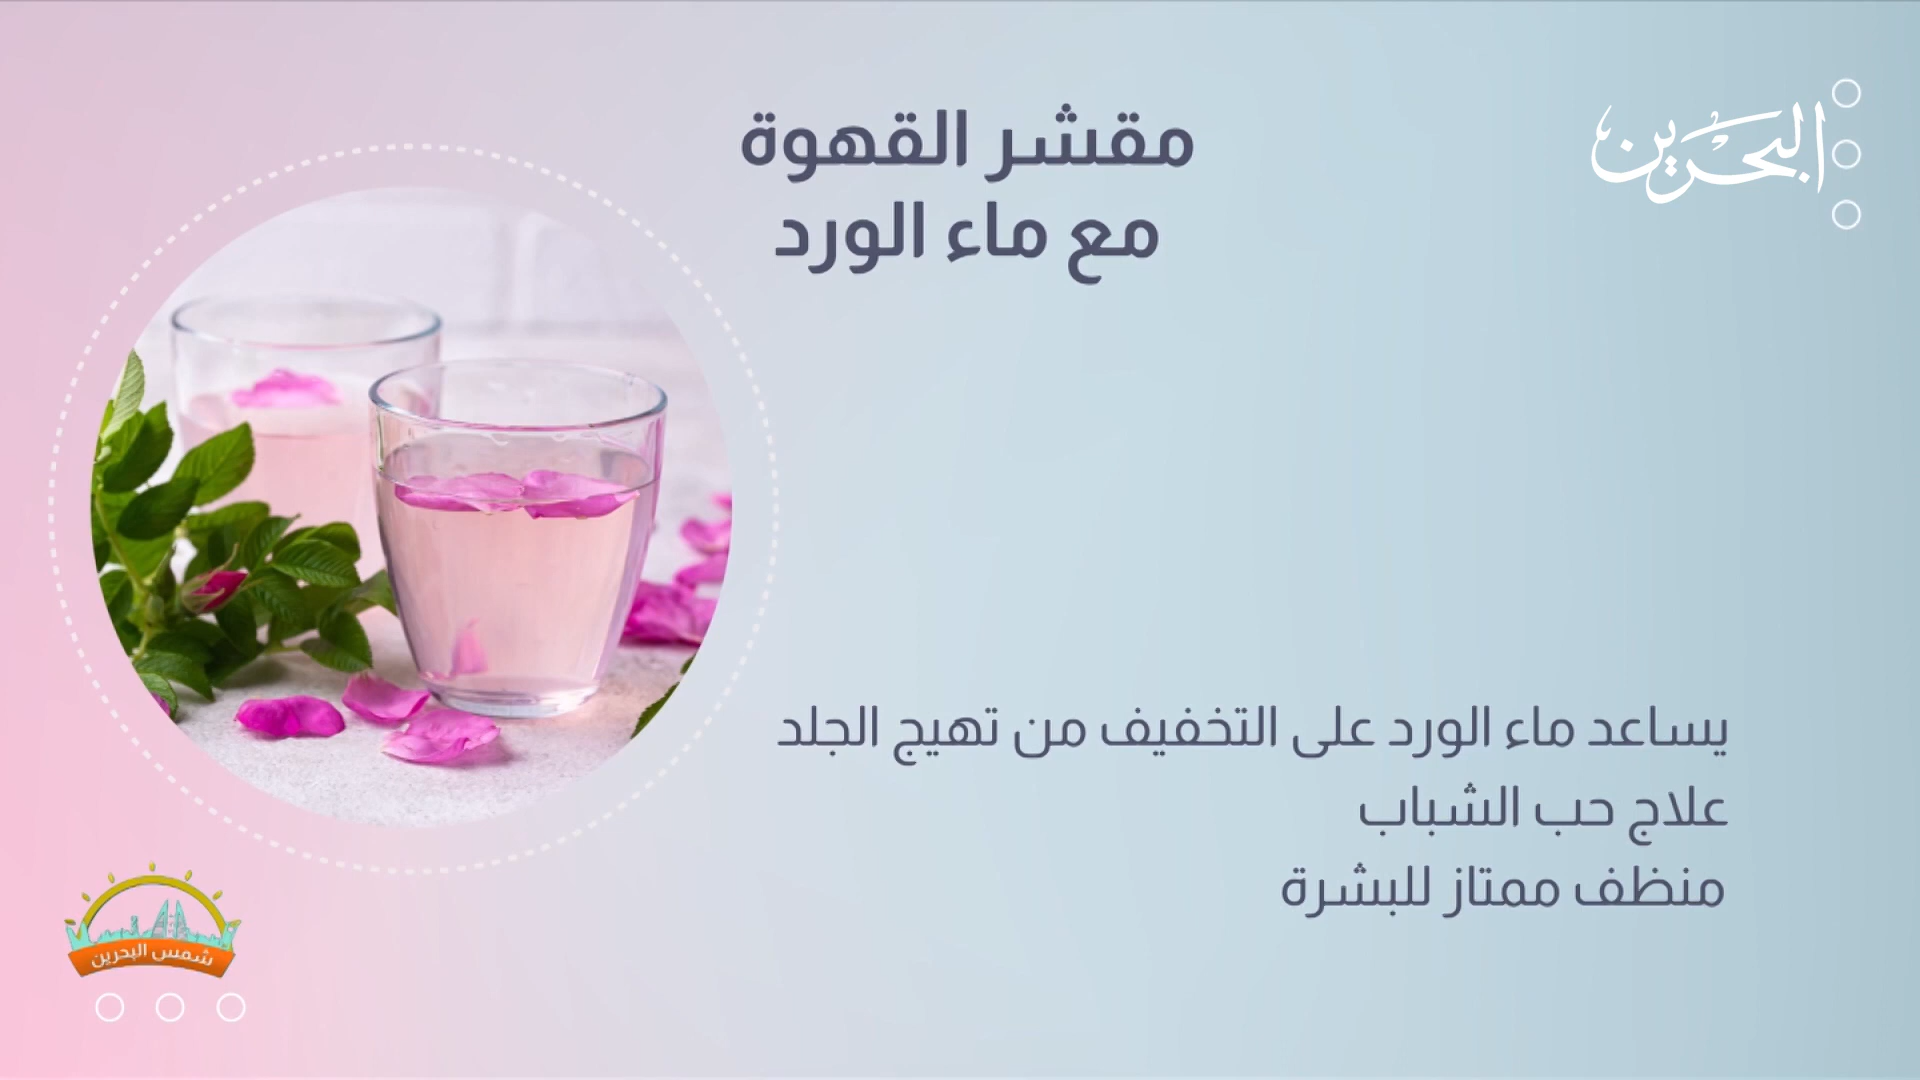 البحرين
مقشر القهوة
مع ماء الورد
يساعد ماء الورد على التخفيف من تهيج الجلد
علاج حب الشباب
منظف ممتاز للبشرة
شمس البحرين